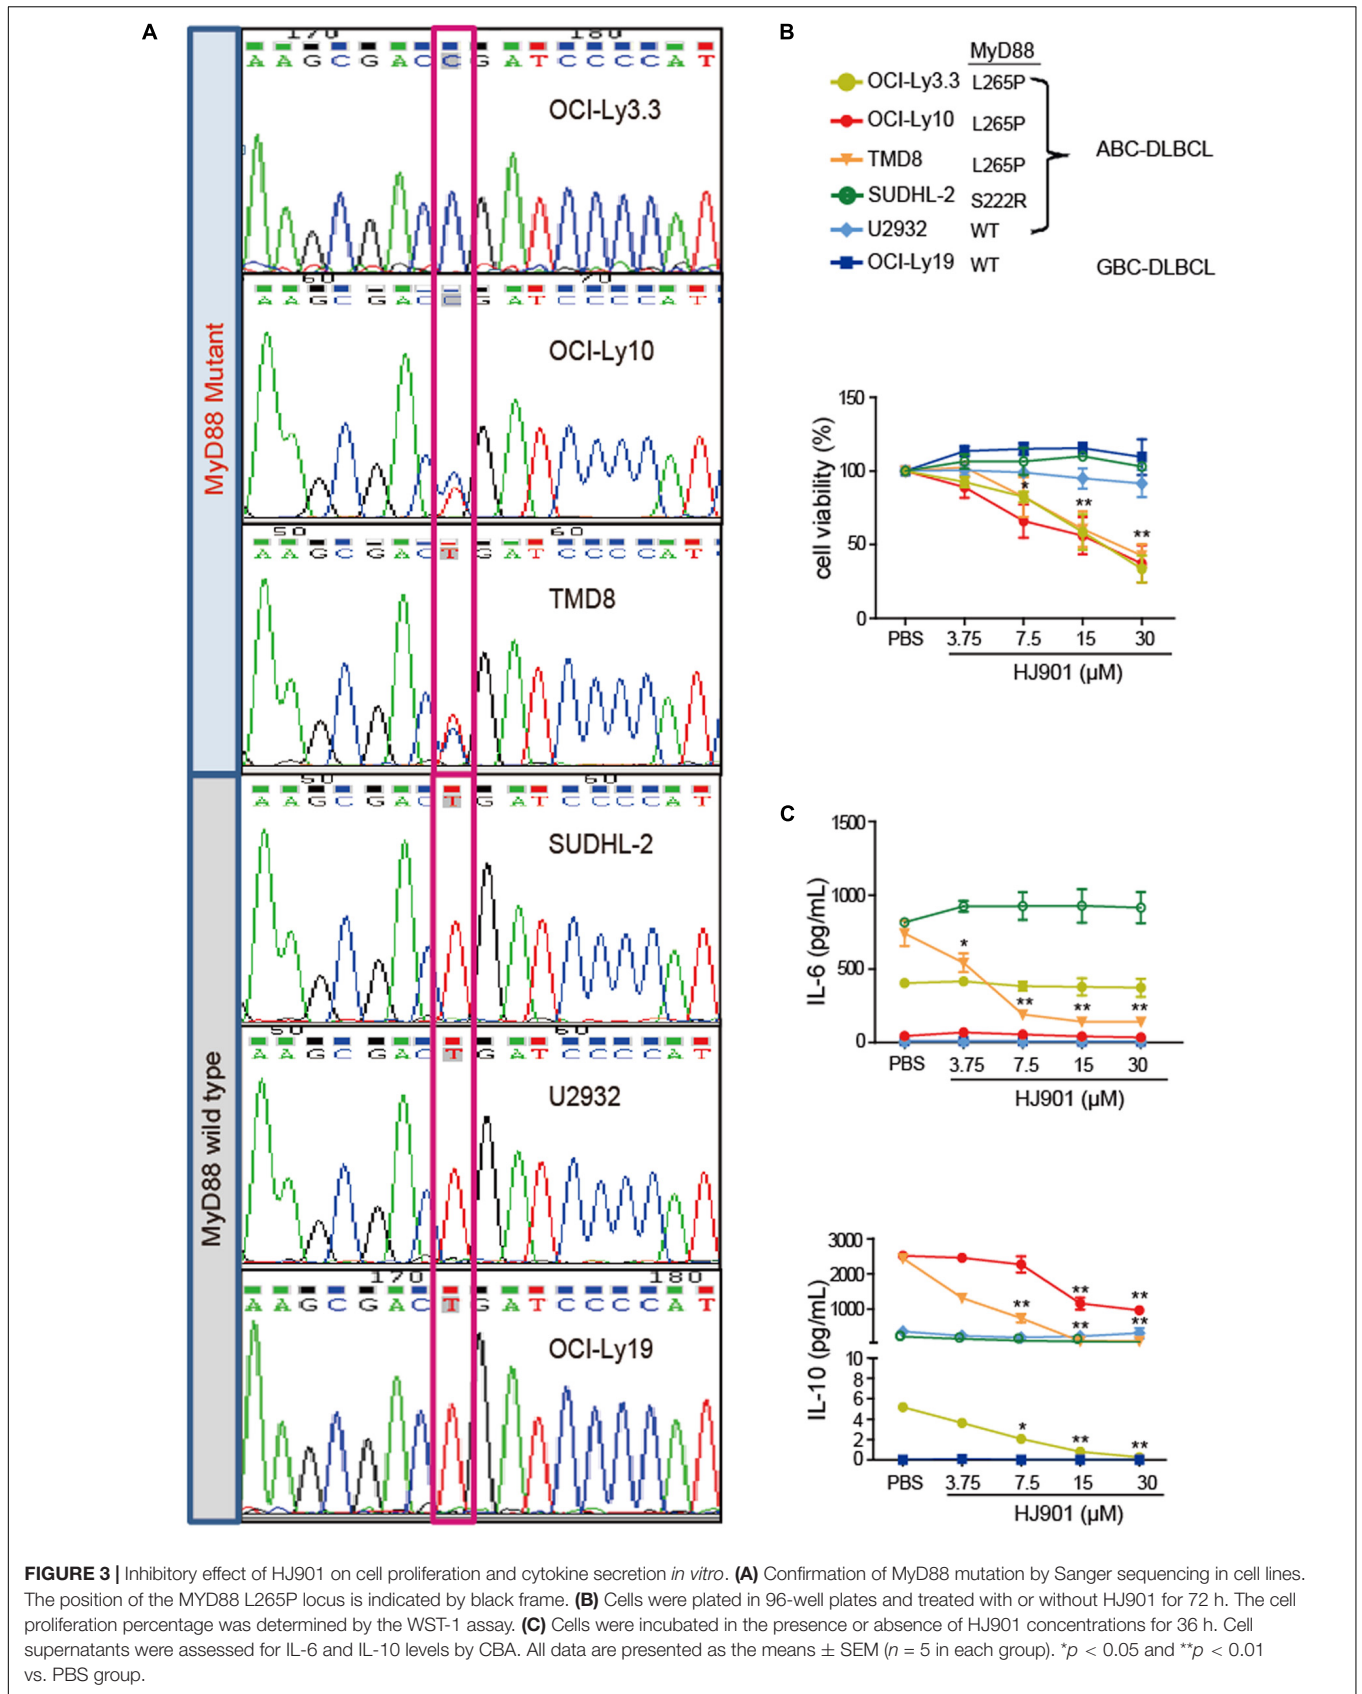 A
MyD88 Mutant
MyD88 wild type
170 180
A A G C G A C C G A T C C C C A T
OCI-Ly3.3
60 70
A A G C G A C C G A T C C C C A T
OCI-Ly10
50 60
A A G C G A C T G A T C C C C A T
TMD8
50 60
A A G C G A C T G A T C C C C A T
SUDHL-2
50 60
A A G C G A C T G A T C C C C A T
U2932
170 180
A A G C G A C T G A T C C C C A T
OCI-Ly19
B
MyD88
OCI-Ly3.3 L265P
OCI-Ly10 L265P
TMD8 L265P
SUDHL-2 S222R
U2932 WT
OCI-Ly19 WT
ABC-DLBCL
GBC-DLBCL
cell viability (%)
150
100
50
0
* ** **
PBS 3.75 7.5 15 30
HJ901 (µM)
C
IL-6 (pg/mL)
1500
1000
500
0
* ** ** **
PBS 3.75 7.5 15 30
HJ901 (µM)
IL-10 (pg/mL)
3000
2000
1000
10
8
6
4
2
0
** **
** ** **
* ** **
PBS 3.75 7.5 15 30
HJ901 (µM)
FIGURE 3 | Inhibitory effect of HJ901 on cell proliferation and cytokine secretion in vitro. (A) Confirmation of MyD88 mutation by Sanger sequencing in cell lines.
The position of the MYD88 L265P locus is indicated by black frame. (B) Cells were plated in 96-well plates and treated with or without HJ901 for 72 h. The cell
proliferation percentage was determined by the WST-1 assay. (C) Cells were incubated in the presence or absence of HJ901 concentrations for 36 h. Cell
supernatants were assessed for IL-6 and IL-10 levels by CBA. All data are presented as the means ± SEM (n = 5 in each group). *p < 0.05 and **p < 0.01
vs. PBS group.